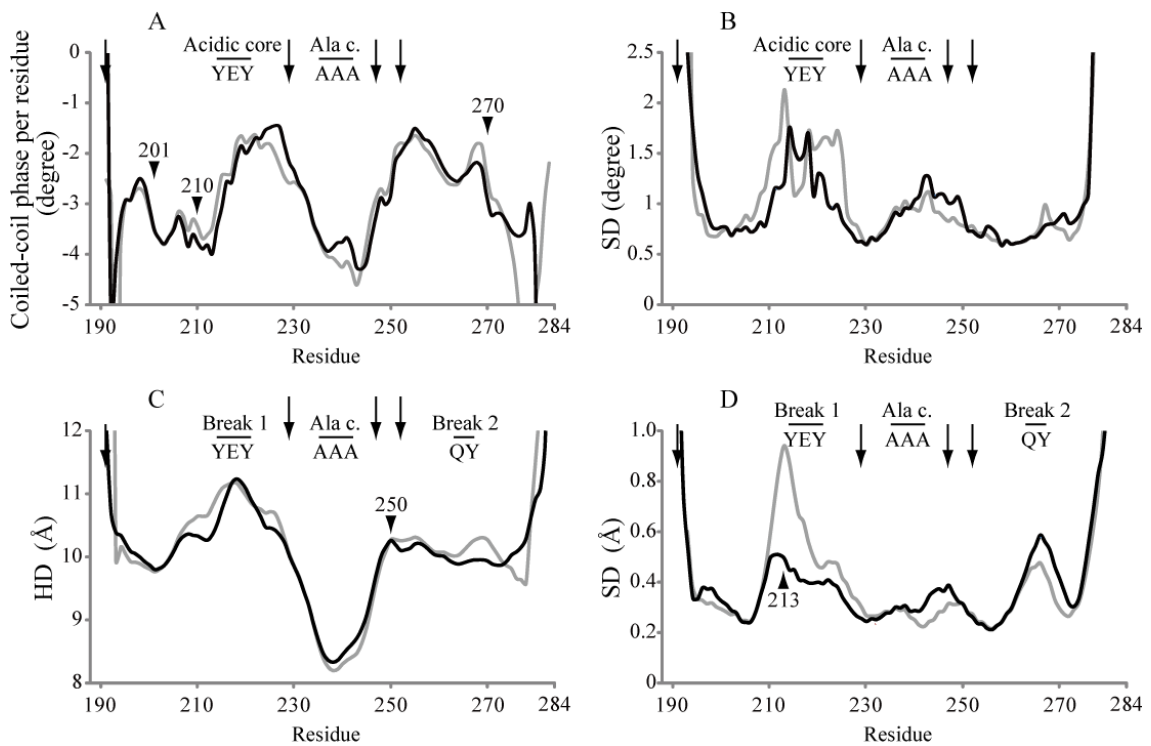 A
Acidic core
YEY
Ala c.
AAA
Coiled-coil phase per residue
(degree)
0
-1
-2
-3
-4
-5
201
210
270
190
210
230
250
270
284
Residue
B
Acidic core
YEY
Ala c.
AAA
SD (degree)
2.5
2
1.5
1
0.5
0
190
210
230
250
270
284
Residue
C
Break 1
YEY
Ala c.
AAA
Break 2
QY
HD (Å)
12
11
10
9
8
250
190
210
230
250
270
284
Residue
D
Break 1
YEY
Ala c.
AAA
Break 2
QY
SD (Å)
1.0
0.8
0.6
0.4
0.2
0
213
190
210
230
250
270
284
Residue